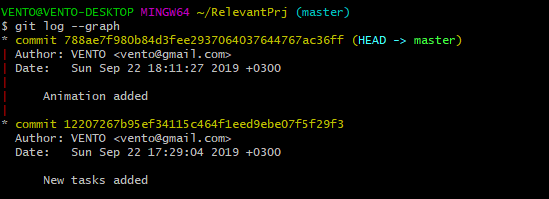 VENTO@VENTO-DESKTOP MINGW64 ~/RelevantPrj (master)
$ git log --graph
* commit 788ae7f980b84d3fee2937064037644767ac36ff (HEAD -> master)
| Author: VENTO <vento@gmail.com>
| Date:   Sun Sep 22 18:11:27 2019 +0300
|
|     Animation added
|
* commit 12207267b95ef34115c464f1eed9ebe07f5f29f3
  Author: VENTO <vento@gmail.com>
  Date:   Sun Sep 22 17:29:04 2019 +0300

      New tasks added